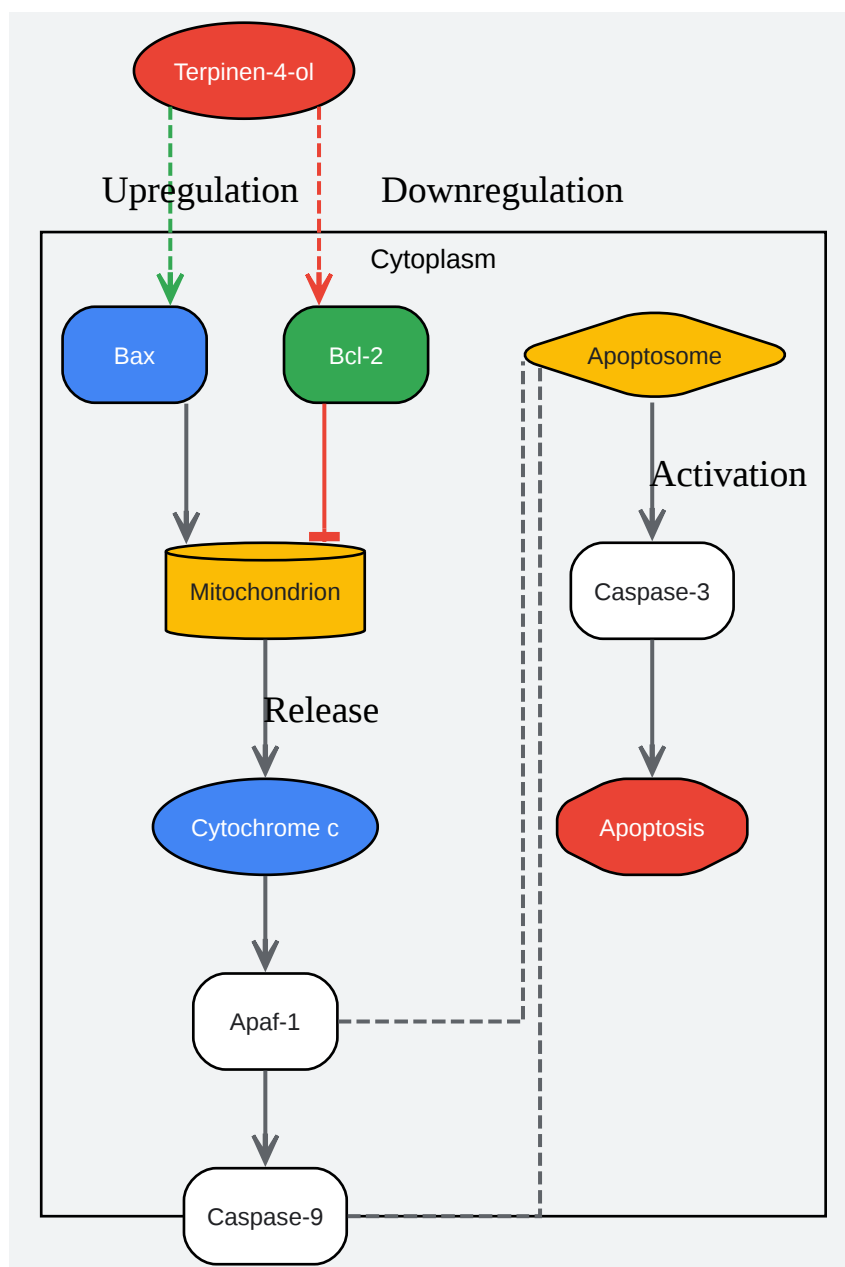 Terpinen-4-ol
Upregulation
Downregulation
Cytoplasm
Bax
Bcl-2
Apoptosome
Activation
Mitochondrion
Caspase-3
Release
Cytochrome c
Apoptosis
Apaf-1
Caspase-9